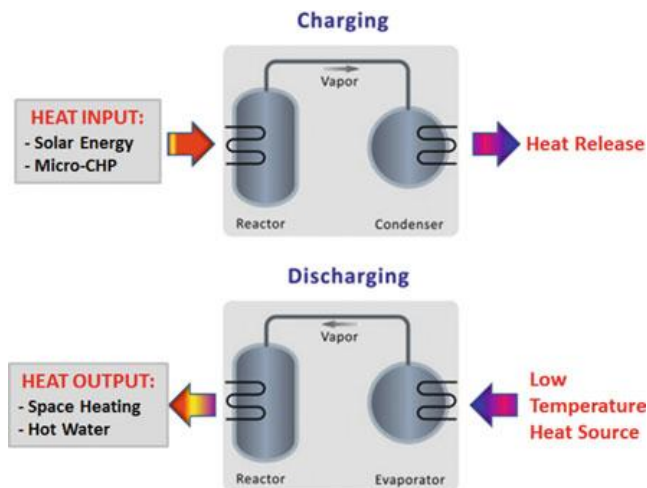 Charging
Vapor
HEAT INPUT:
- Solar Energy
- Micro-CHP
Heat Release
Reactor
Condenser
Discharging
Vapor
HEAT OUTPUT:
- Space Heating
- Hot Water
Low
Temperature
Heat Source
Reactor
Evaporator